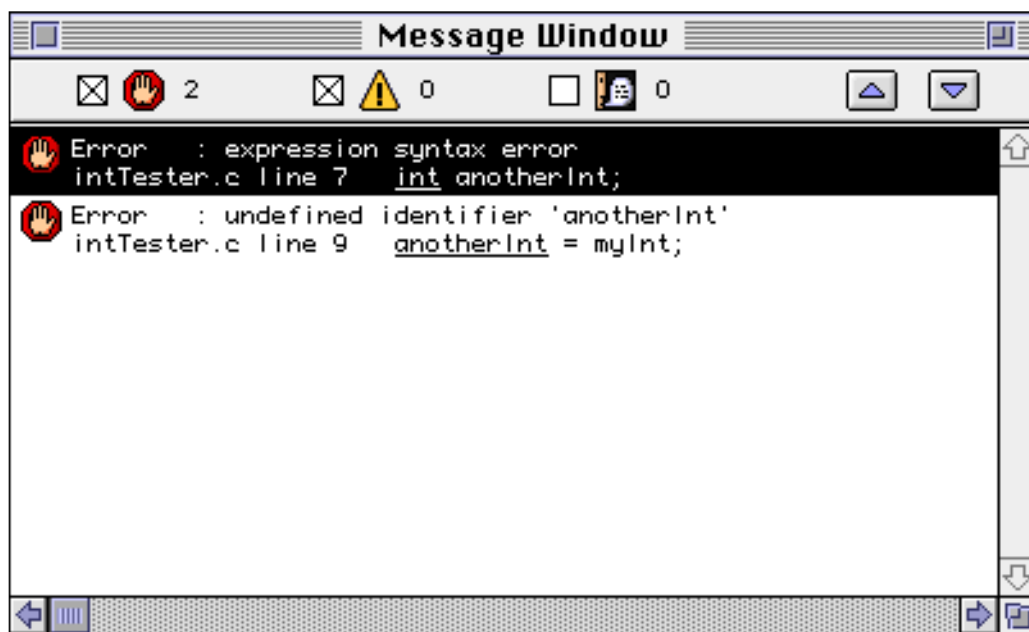 Message Window
2 0 0
Error : expression syntax error
intTester.c line 7 int anotherInt;
Error : undefined identifier 'anotherInt'
intTester.c line 9 anotherInt = myInt;